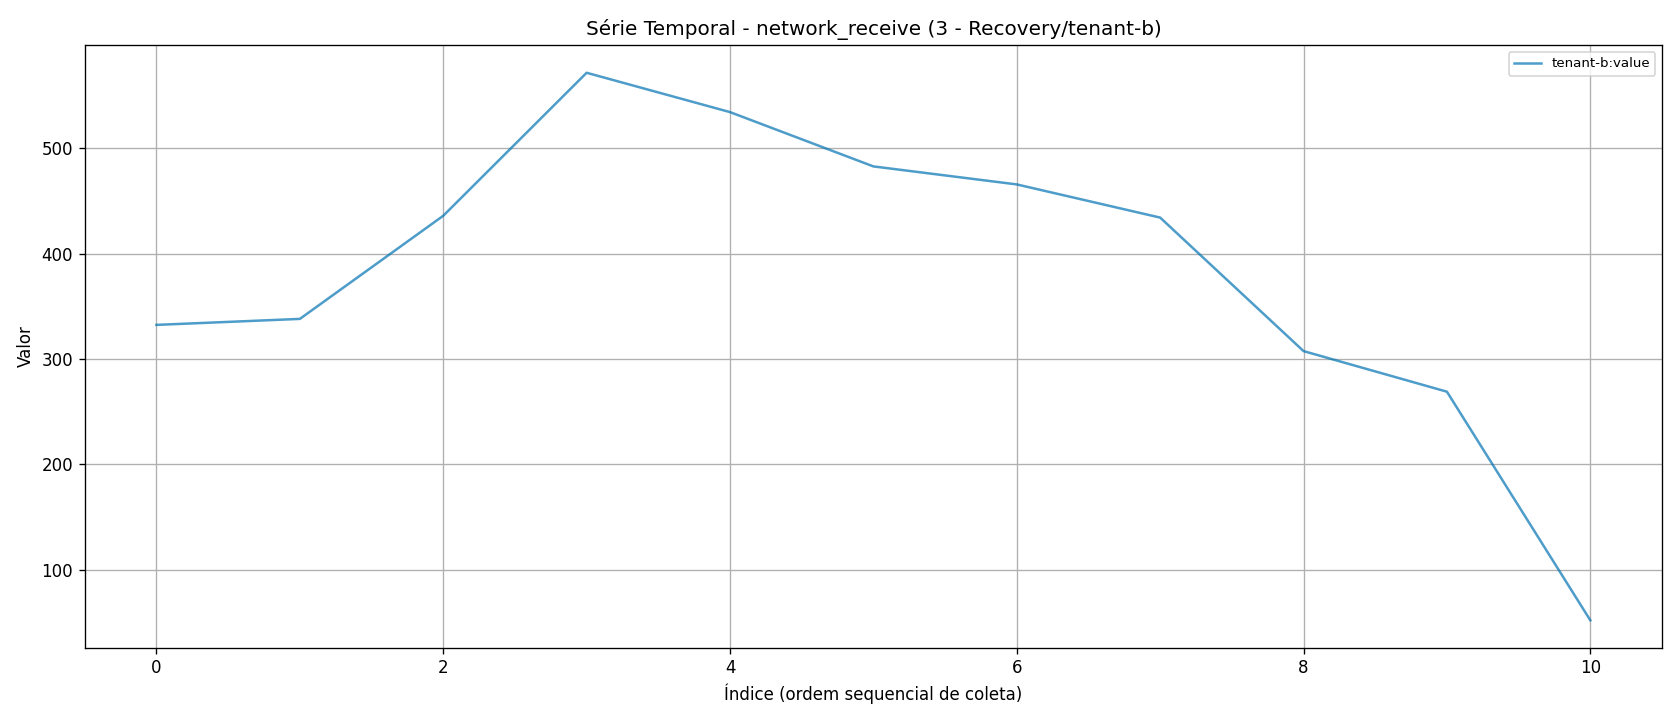 Série Temporal - network_receive (3 - Recovery/tenant-b)
tenant-b:value
500
400
300
200
100
Valor
0 2 4 6 8 10
Índice (ordem sequencial de coleta)